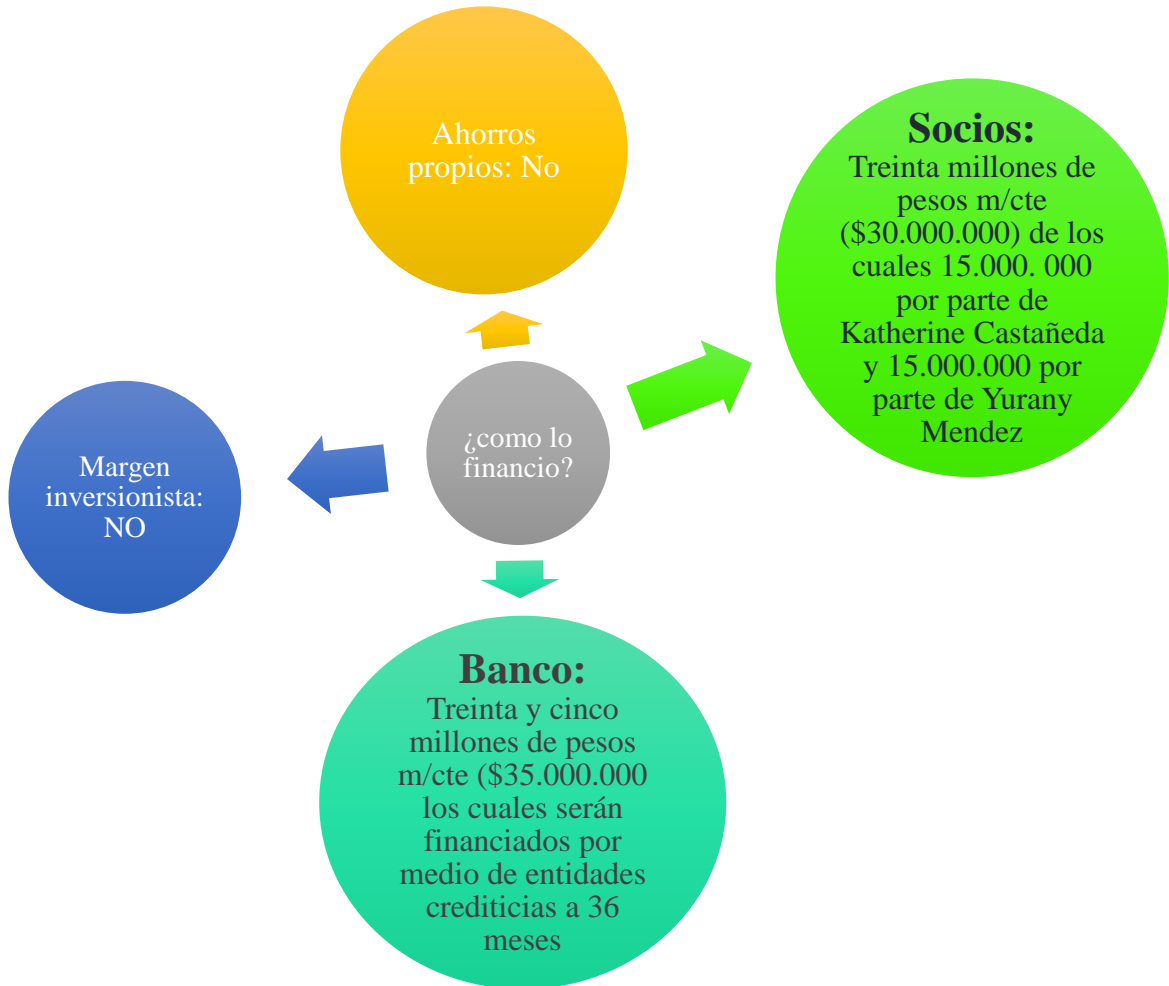 Ahorros
propios: No
Socios:
Treinta millones de
pesos m/cte
($30.000.000) de los
cuales 15.000. 000
por parte de
Katherine Castañeda
y 15.000.000 por
parte de Yurany
Mendez
¿como lo
financio?
Margen
inversionista:
NO
Banco:
Treinta y cinco
millones de pesos
m/cte ($35.000.000
los cuales serán
financiados por
medio de entidades
crediticias a 36
meses